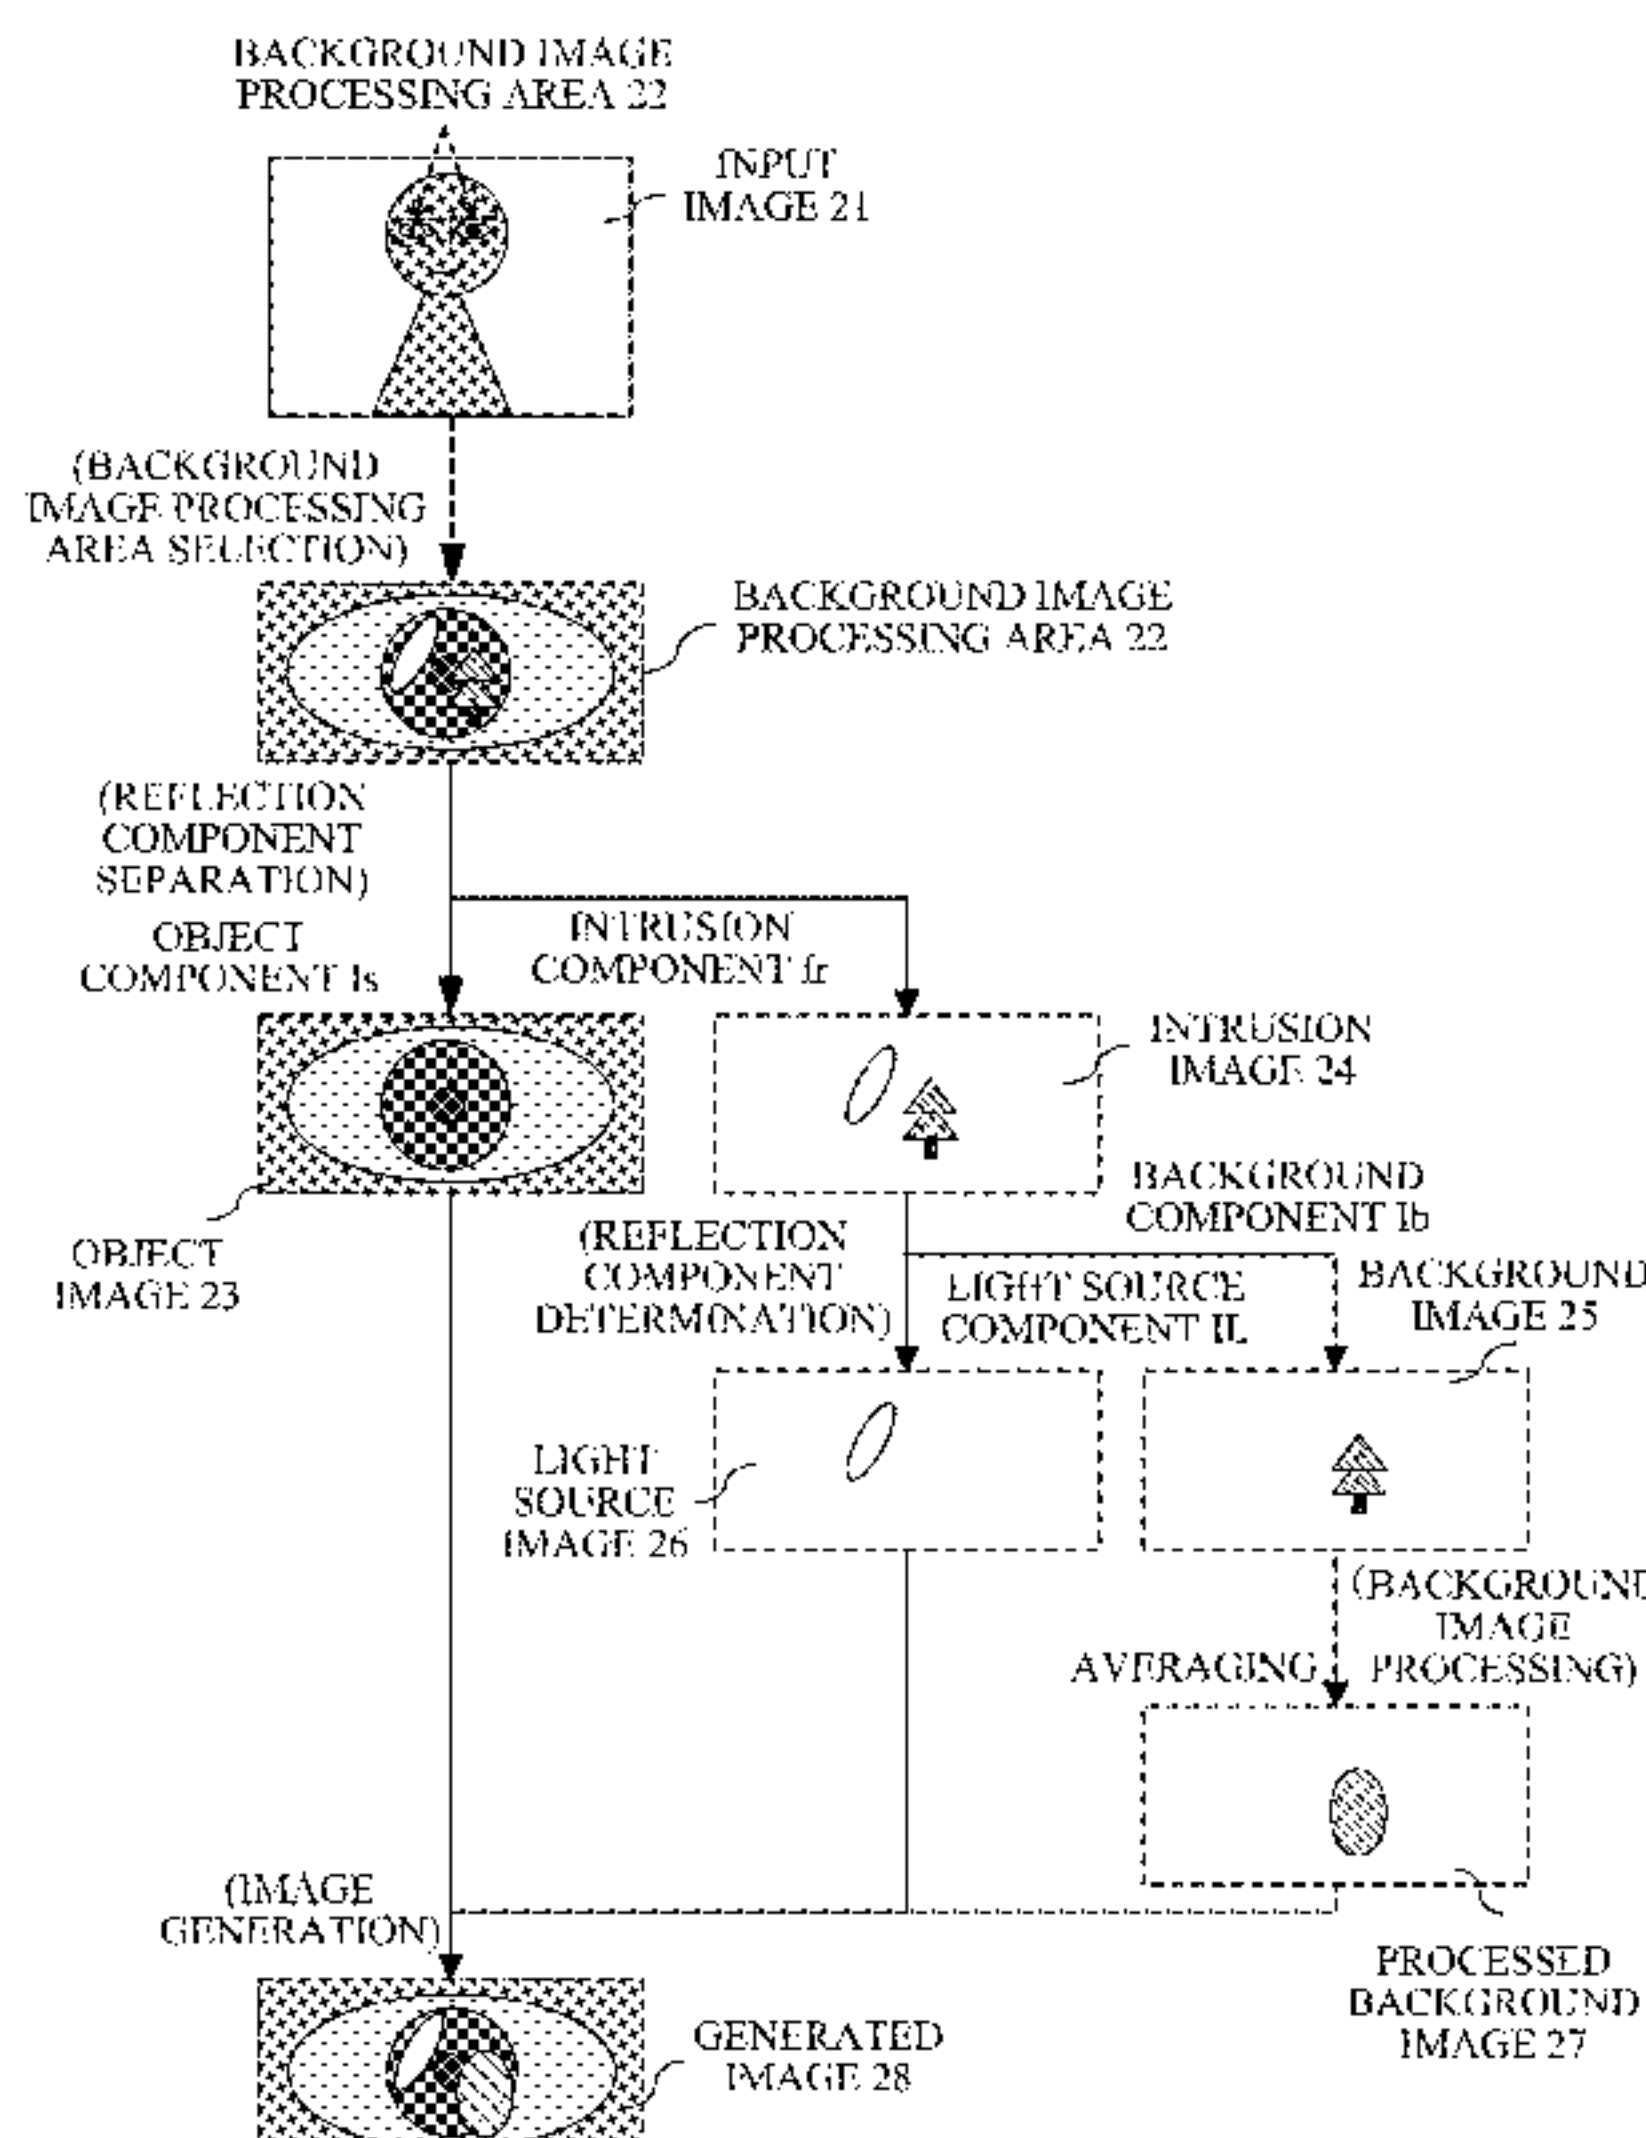 BACKGROUND IMAGE
PROCESSING AREA 22
INPUT
IMAGE 21
(BACKGROUND
IMAGE PROCESSING
AREA SELECTION)
BACKGROUND IMAGE
PROCESSING AREA 22
(REFLECTION
COMPONENT
SEPARATION)
OBJECT
COMPONENT Is
INTRUSION
COMPONENT fr
INTRUSION
IMAGE 24
OBJECT
IMAGE 23
(REFLECTION
COMPONENT
DETERMINATION)
BACKGROUND
COMPONENT Ib
LIGHT SOURCE
COMPONENT IL
BACKGROUND
IMAGE 25
LIGHT
SOURCE
IMAGE 26
(BACKGROUND
IMAGE
PROCESSING)
AVERAGING
(IMAGE
GENERATION)
PROCESSED
BACKGROUND
IMAGE 27
GENERATED
IMAGE 28